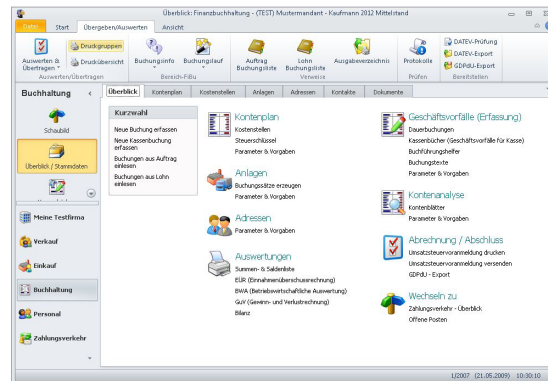 Überblick: Finanzbuchhaltung - (TEST) Mustermandant - Kaufmann 2012 Mittelstand
Datei Start Übergeben/Auswerten Ansicht
Auswerten & Übertragen
Druckgruppen
Druckübersicht
Buchungsinfo
Buchungslauf
Auftrag Buchungsliste
Lohn Buchungsliste
Ausgabeverzeichnis
Protokolle
DATEV-Prüfung
DATEV-Export
GDPdU-Export
Auswerten/Übertragen Bereich-FiBu Verweise Prüfen Bereitstellen
Buchhaltung
Überblick Kontenplan Kostenstellen Anlagen Adressen Kontakte Dokumente
Schaubild
Überblick / Stammdaten
Meine Testfirma
Verkauf
Einkauf
Buchhaltung
Personal
Zahlungsverkehr
Kurzwahl
Neue Buchung erfassen
Neue Kassenbuchung
erfassen
Buchungen aus Auftrag
einlesen
Buchungen aus Lohn
einlesen
Kontenplan
Kostenstellen
Steuerschlüssel
Parameter & Vorgaben
Anlagen
Buchungssätze erzeugen
Parameter & Vorgaben
Adressen
Parameter & Vorgaben
Auswertungen
Summen- & Saldenliste
EÜR (Einnahmenüberschussrechnung)
BWA (Betriebswirtschaftliche Auswertung)
GuV (Gewinn- und Verlustrechnung)
Bilanz
Geschäftsvorfälle (Erfassung)
Dauerbuchungen
Kassenbücher (Geschäftsvorfälle für Kasse)
Buchführungshelfer
Buchungstexte
Parameter & Vorgaben
Kontenanalyse
Kontenblätter
Parameter & Vorgaben
Abrechnung / Abschluss
Umsatzsteuervoranmeldung drucken
Umsatzsteuervoranmeldung versenden
GDPdU - Export
Wechseln zu
Zahlungsverkehr - Überblick
Offene Posten
1/2007 (21.05.2009) 10:30:10